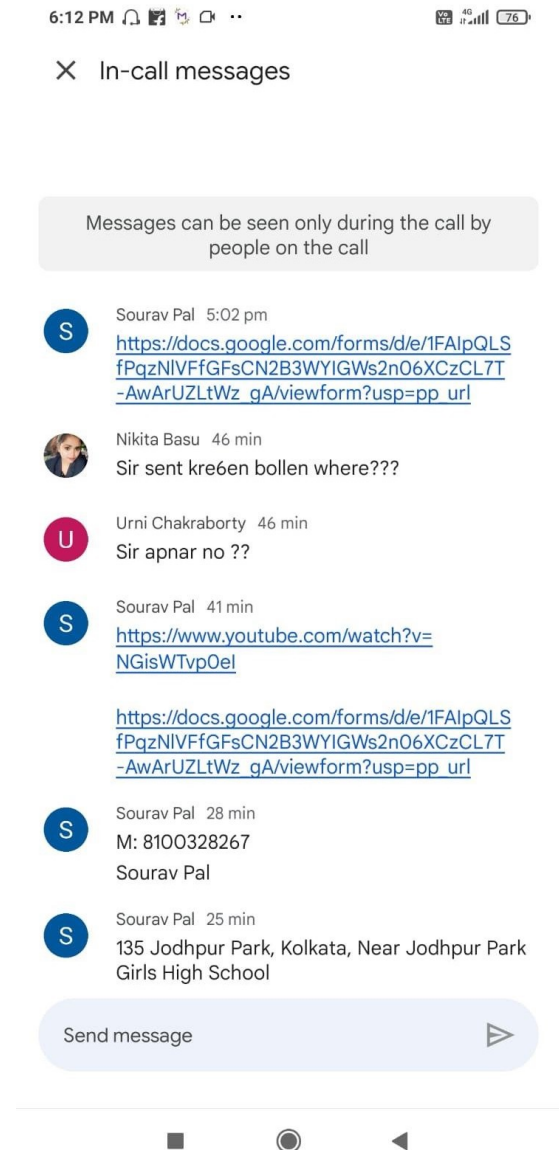 6:12 PM
Vo LTE 4G 76
In-call messages
Messages can be seen only during the call by
people on the call
S
Sourav Pal 5:02 pm
https://docs.google.com/forms/d/e/1FAIpQLS
fPqzNlVFfGFsCN2B3WYIGWs2n06XCzCL7T
-AwArUZLtWz_gA/viewform?usp=pp_url
Nikita Basu 46 min
Sir sent kre6en bollen where???
U
Urni Chakraborty 46 min
Sir apnar no ??
S
Sourav Pal 41 min
https://www.youtube.com/watch?v=
NGisWTvp0eI
https://docs.google.com/forms/d/e/1FAIpQLS
fPqzNlVFfGFsCN2B3WYIGWs2n06XCzCL7T
-AwArUZLtWz_gA/viewform?usp=pp_url
S
Sourav Pal 28 min
M: 8100328267
Sourav Pal
S
Sourav Pal 25 min
135 Jodhpur Park, Kolkata, Near Jodhpur Park
Girls High School
Send message